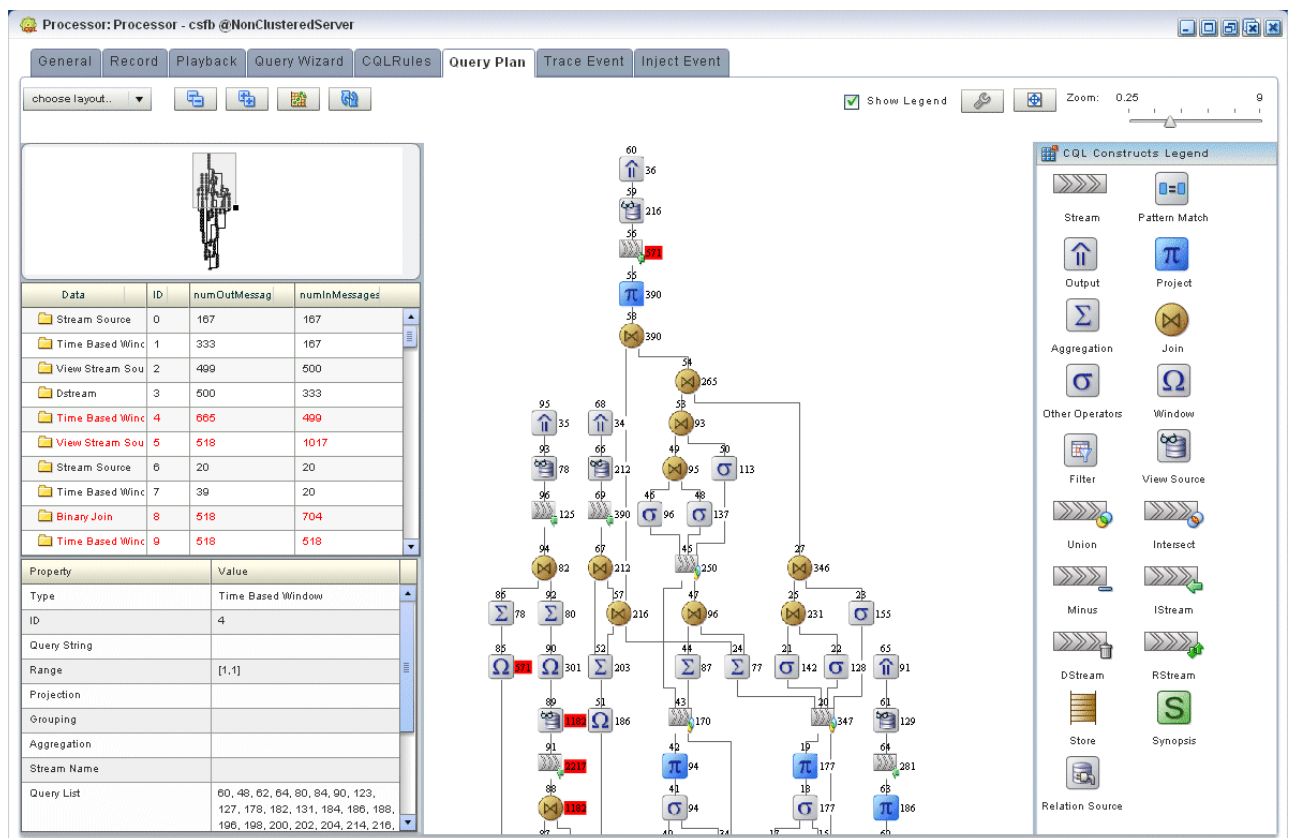 Processor: Processor - csfb @NonClusteredServer
General Record Playback Query Wizard CQLRules Query Plan Trace Event Inject Event
choose layout.. Show Legend Zoom: 0.25 9
Data ID numOutMessag numInMessages
Stream Source 0 167 167
Time Based Winc 1 333 167
View Stream Sou 2 499 500
Dstream 3 500 333
Time Based Winc 4 665 499
View Stream Sou 5 518 1017
Stream Source 6 20 20
Time Based Winc 7 39 20
Binary Join 8 518 704
Time Based Winc 9 518 518
Property Value
Type Time Based Window
ID 4
Query String
Range [1,1]
Projection
Grouping
Aggregation
Stream Name
Query List 60, 48, 62, 64, 80, 84, 90, 123,
127, 178, 182, 131, 184, 186, 188,
196, 198, 200, 202, 204, 214, 216,
60
36
59
216
56
571
55
390
58
390
54
265
95 68 53
35 34 93
93 66 49 50
78 212 95 113
96 69 46 48
125 390 96 137
94 67 45 27
82 212 250 346
86 92 57 47 25 23
78 80 216 96 231 155
85 90 52 44 24 21 22 65
571 301 203 87 77 142 128 91
89 51 43 20 61
1182 186 170 347 129
91 42 19 64
2217 94 177 281
88 41 18 63
1182 94 177 186
97 40 34 17 15 62
CQL Constructs Legend
Stream Pattern Match
Output Project
Aggregation Join
Other Operators Window
Filter View Source
Union Intersect
Minus IStream
DStream RStream
Store Synopsis
Relation Source